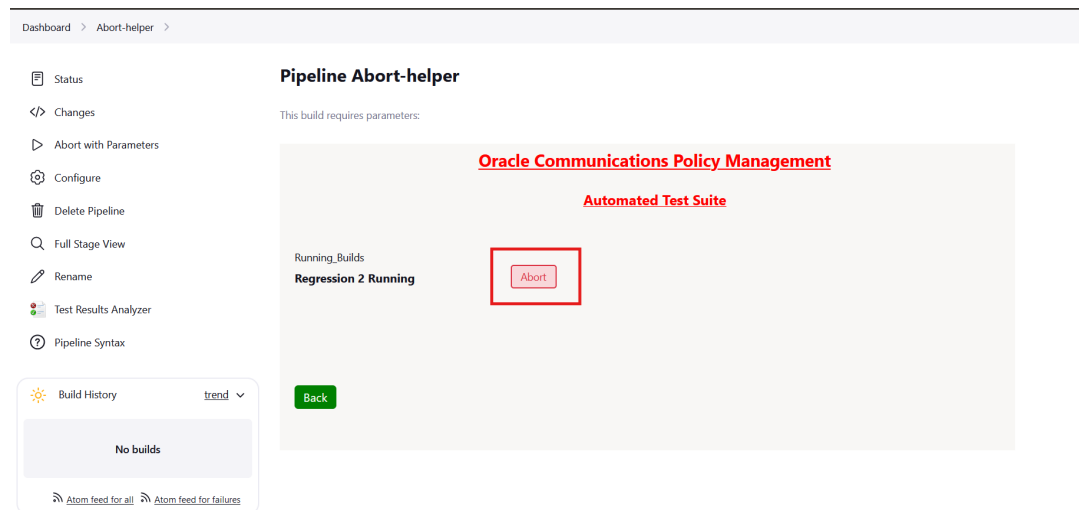 Dashboard > Abort-helper >
Status
Changes
Abort with Parameters
Configure
Delete Pipeline
Full Stage View
Rename
Test Results Analyzer
Pipeline Syntax
Build History trend
No builds
Atom feed for all Atom feed for failures
Pipeline Abort-helper
This build requires parameters:
Oracle Communications Policy Management
Automated Test Suite
Running_Builds
Regression 2 Running
Abort
Back